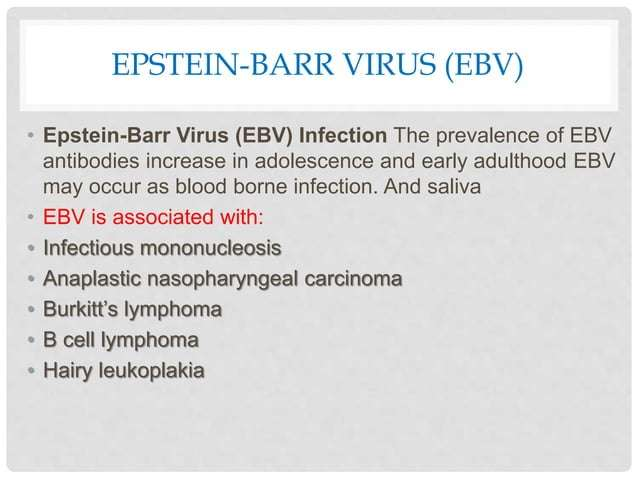 EPSTEIN-BARR VIRUS (EBV)
• Epstein-Barr Virus (EBV) Infection The prevalence of EBV
antibodies increase in adolescence and early adulthood EBV
may occur as blood borne infection. And saliva
• EBV is associated with:
• Infectious mononucleosis
• Anaplastic nasopharyngeal carcinoma
• Burkitt’s lymphoma
• B cell lymphoma
• Hairy leukoplakia